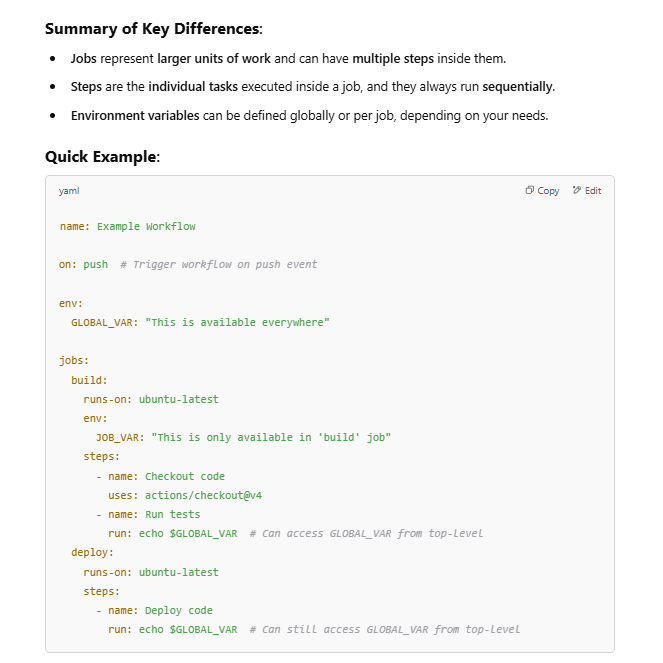 Summary of Key Differences:
• Jobs represent larger units of work and can have multiple steps inside them.
• Steps are the individual tasks executed inside a job, and they always run sequentially.
• Environment variables can be defined globally or per job, depending on your needs.
Quick Example:
yaml Copy Edit
name: Example Workflow
on: push  # Trigger workflow on push event
env:
  GLOBAL_VAR: "This is available everywhere"
jobs:
  build:
    runs-on: ubuntu-latest
    env:
      JOB_VAR: "This is only available in 'build' job"
    steps:
      - name: Checkout code
        uses: actions/checkout@v4
      - name: Run tests
        run: echo $GLOBAL_VAR  # Can access GLOBAL_VAR from top-level
  deploy:
    runs-on: ubuntu-latest
    steps:
      - name: Deploy code
        run: echo $GLOBAL_VAR  # Can still access GLOBAL_VAR from top-level